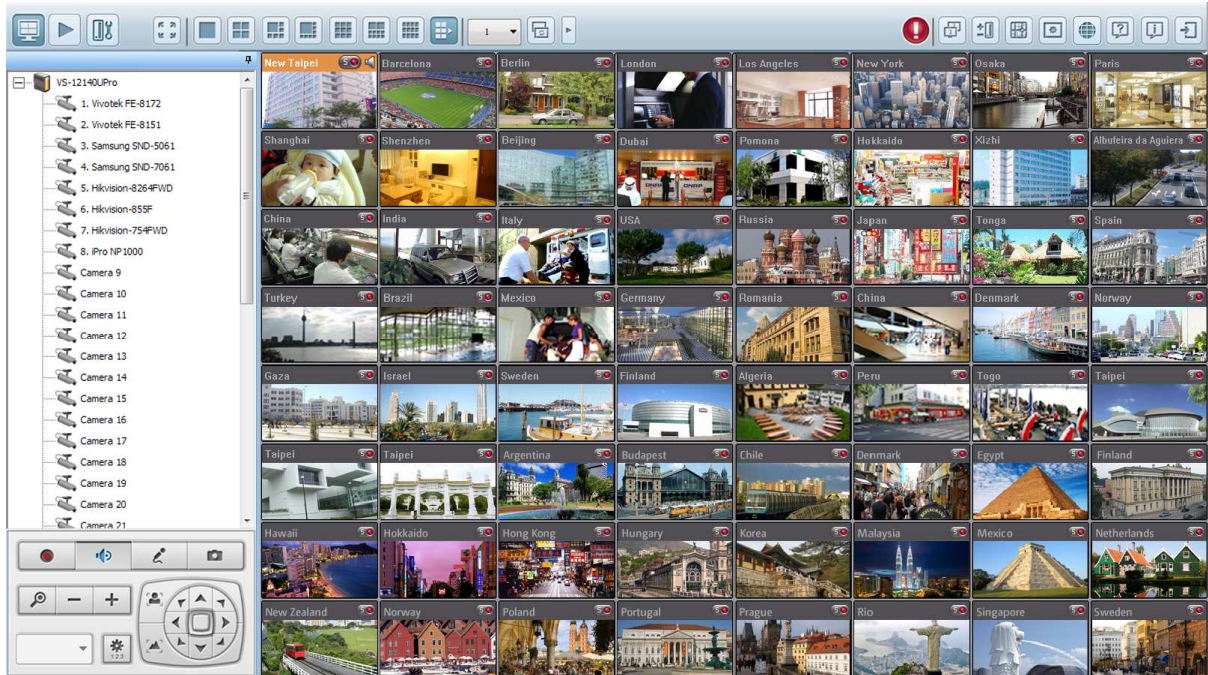 1
VS-12140UPro
1. Vivotek FE-8172
2. Vivotek FE-8151
3. Samsung SND-5061
4. Samsung SND-7061
5. Hikvision-8264FWD
6. Hikvision-855F
7. Hikvision-754FWD
8. iPro NP1000
Camera 9
Camera 10
Camera 11
Camera 12
Camera 13
Camera 14
Camera 15
Camera 16
Camera 17
Camera 18
Camera 19
Camera 20
Camera 21
123
New Taipei Barcelona Berlin London Los Angeles New York Osaka Paris
Shanghai Shenzhen Beijing Dubai Pomona Hokkaido Xizhi Albufeira da Aguiera
China India Italy USA Russia Japan Tonga Spain
Turkey Brazil Mexico Germany Romania China Denmark Norway
Gaza Israel Sweden Finland Algeria Peru Togo Taipei
Taipei Taipei Argentina Budapest Chile Denmark Egypt Finland
Hawaii Hokkaido Hong Kong Hungary Korea Malaysia Mexico Netherlands
New Zealand Norway Poland Portugal Prague Rio Singapore Sweden